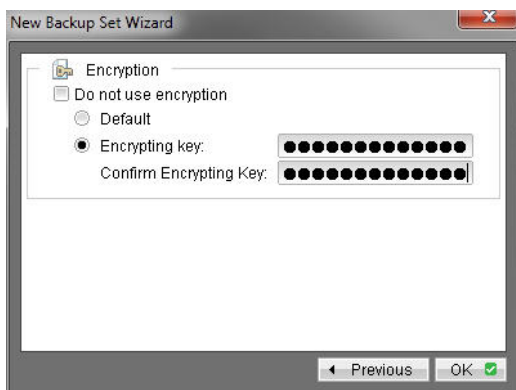 New Backup Set Wizard
Encryption
Do not use encryption
Default
Encrypting key: ●●●●●●●●●●●●●
Confirm Encrypting Key: ●●●●●●●●●●●●●
Previous OK